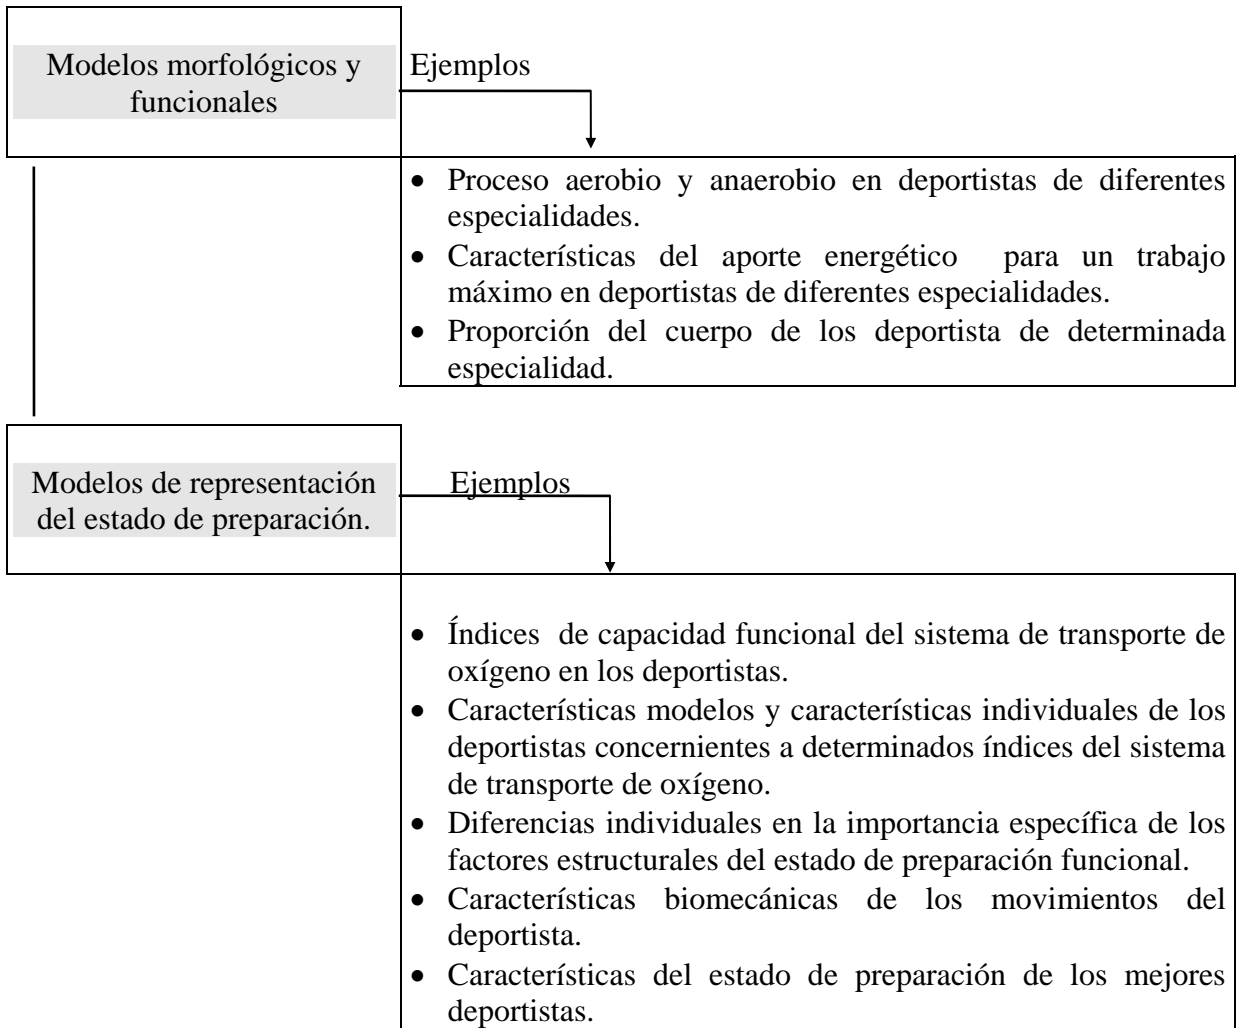 Modelos morfológicos y
funcionales
Ejemplos
• Proceso aerobio y anaerobio en deportistas de diferentes
especialidades.
• Características del aporte energético para un trabajo
máximo en deportistas de diferentes especialidades.
• Proporción del cuerpo de los deportista de determinada
especialidad.
Modelos de representación
del estado de preparación.
Ejemplos
• Índices de capacidad funcional del sistema de transporte de
oxígeno en los deportistas.
• Características modelos y características individuales de los
deportistas concernientes a determinados índices del sistema
de transporte de oxígeno.
• Diferencias individuales en la importancia específica de los
factores estructurales del estado de preparación funcional.
• Características biomecánicas de los movimientos del
deportista.
• Características del estado de preparación de los mejores
deportistas.